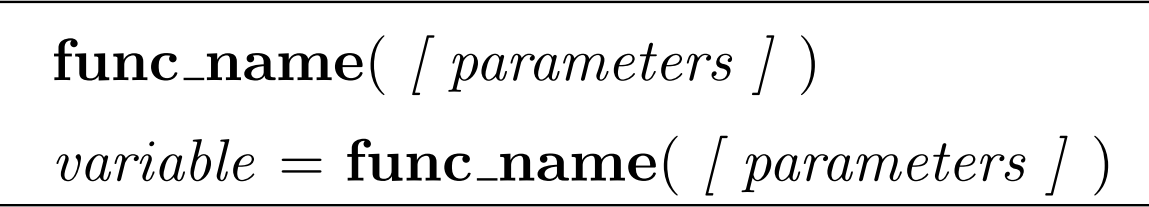 func_name( [ parameters ] )
variable = func_name( [ parameters ] )